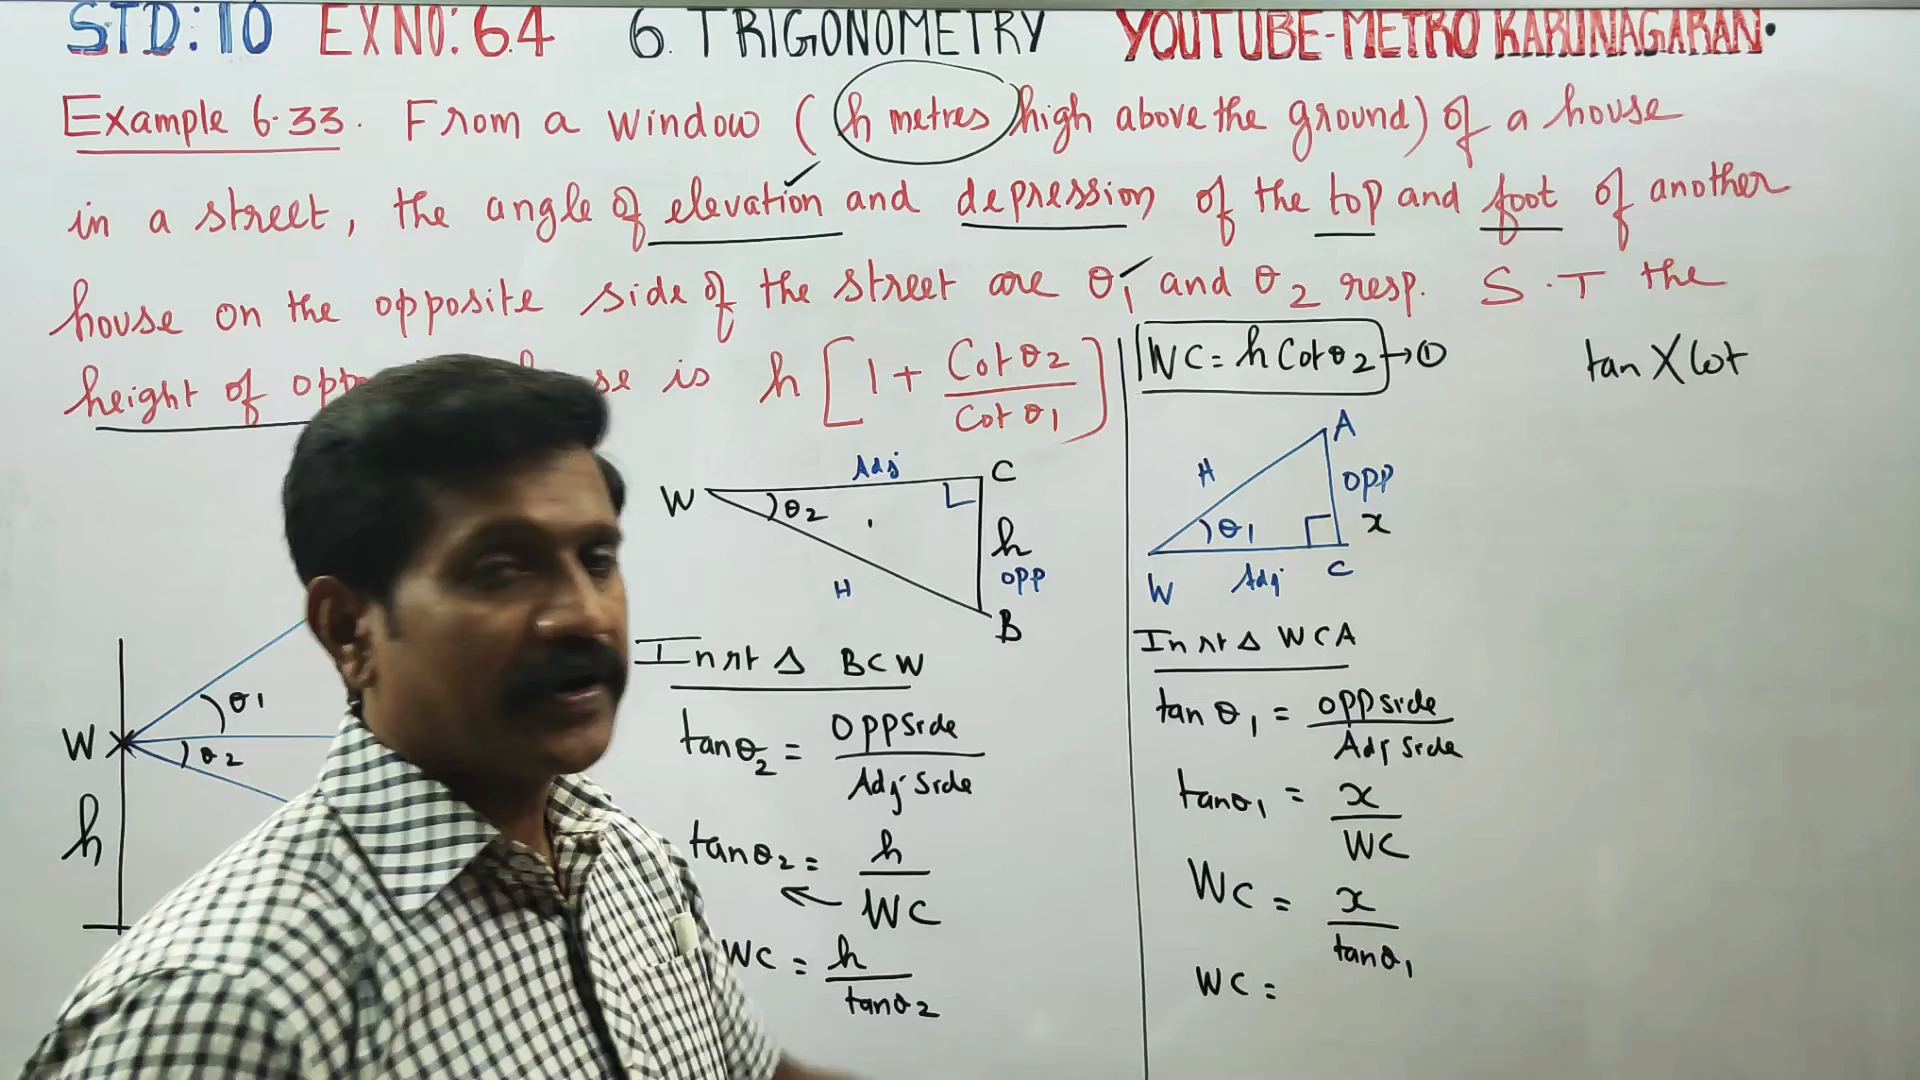 STD:10 EXNO:6.4 6. TRIGONOMETRY YOUTUBE-METRO KARUNAGARAN.
Example 6.33. From a window (h metres high above the ground) of a house
in a street, the angle of elevation and depression of the top and foot of another
house on the opposite side of the street are θ1 and θ2 resp. S.T the
height of is h [1 + Cot θ2 / Cot θ1]
WC = h Cot θ2 → ①
tan X Cot
W
θ2
Adj
C
h
opp
H
B
In rt Δ BCW
tan θ2 = opp side / Adj side
tan θ2 = h / WC
WC = h / tan θ2
A
H
opp
x
θ1
W
Adj
C
In rt Δ WCA
tan θ1 = opp side / Adj side
tan θ1 = x / WC
WC = x / tan θ1
WC =
W
θ1
θ2
h